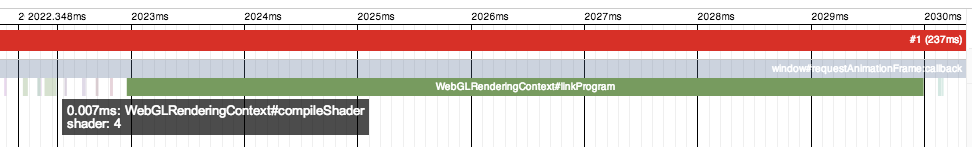 2 2022.348ms 2023ms 2024ms 2025ms 2026ms 2027ms 2028ms 2029ms 2030ms
#1 (237ms)
window#requestAnimationFrame:callback
WebGLRenderingContext#linkProgram
0.007ms: WebGLRenderingContext#compileShader
shader: 4